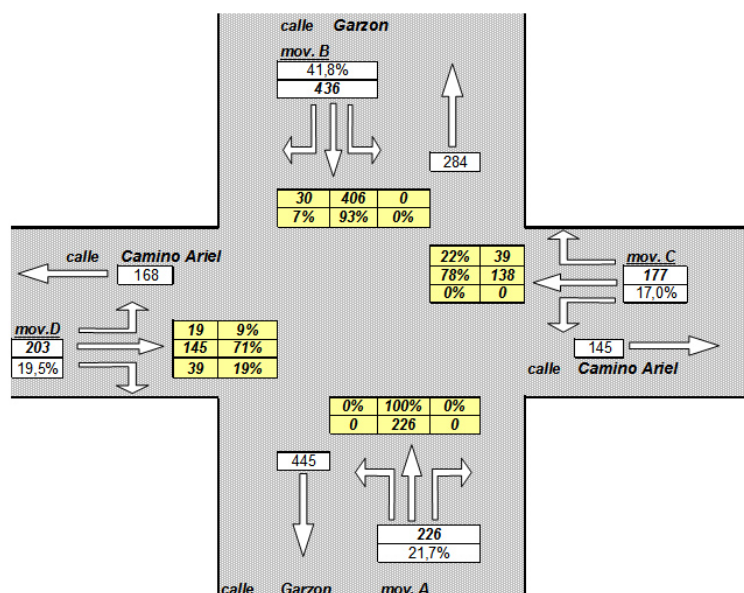 calle Garzon
mov. B
41,8%
436
284
30 406 0
7% 93% 0%
calle Camino Ariel
168
22% 39
78% 138
0% 0
mov. C
177
17,0%
mov.D
203
19,5%
19 9%
145 71%
39 19%
145
calle Camino Ariel
0% 100% 0%
0 226 0
445
226
21,7%
calle Garzon mov. A